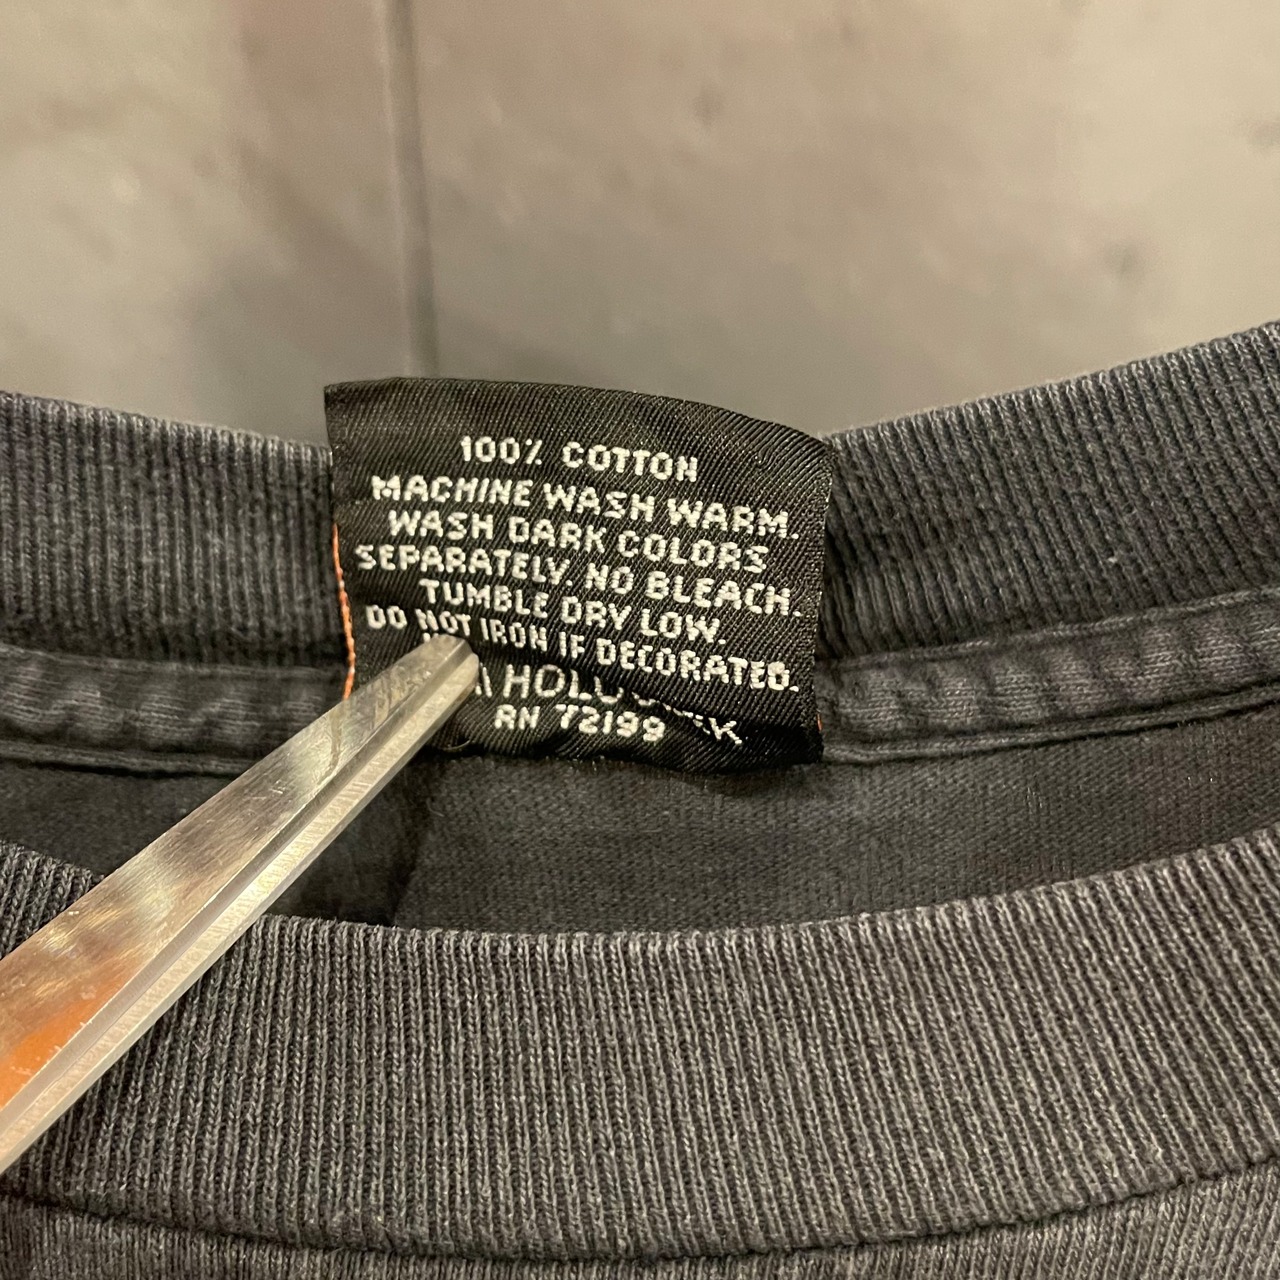 100% COTTON
MACHINE WASH WARM.
WASH DARK COLORS
SEPARATELY. NO BLEACH.
TUMBLE DRY LOW.
DO NOT IRON IF DECORATED.
RN 72199